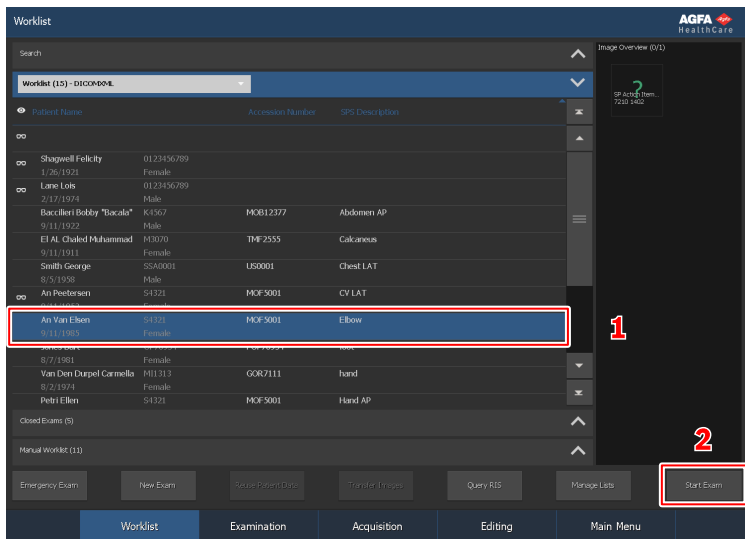 Worklist
AGFA
HealthCare
Search
Image Overview (0/1)
Worklist (15) - DICOMXML
?
SP Action Item...
7210 1402
Patient Name Accession Number SPS Description
Shagwell Felicity 0123456789
1/26/1921 Female
Lane Lois 0123456789
2/17/1974 Male
Baccilieri Bobby "Bacala" K4567 MOB12377 Abdomen AP
9/11/1922 Male
El AL Chaled Muhammad M3070 TMF2555 Calcaneus
9/11/1911 Female
Smith George SSA0001 US0001 Chest LAT
8/5/1958 Male
An Peetersen S4321 MOF5001 CV LAT
An Van Elsen S4321 MOF5001 Elbow
9/11/1985 Female
1
8/7/1981 Female
Van Den Durpel Carmella MI1313 GOR7111 hand
8/2/1974 Female
Petri Ellen S4321 MOF5001 Hand AP
Closed Exams (5)
Manual Worklist (11)
2
Emergency Exam New Exam Reuse Patient Data Transfer Images Query RIS Manage Lists Start Exam
Worklist Examination Acquisition Editing Main Menu